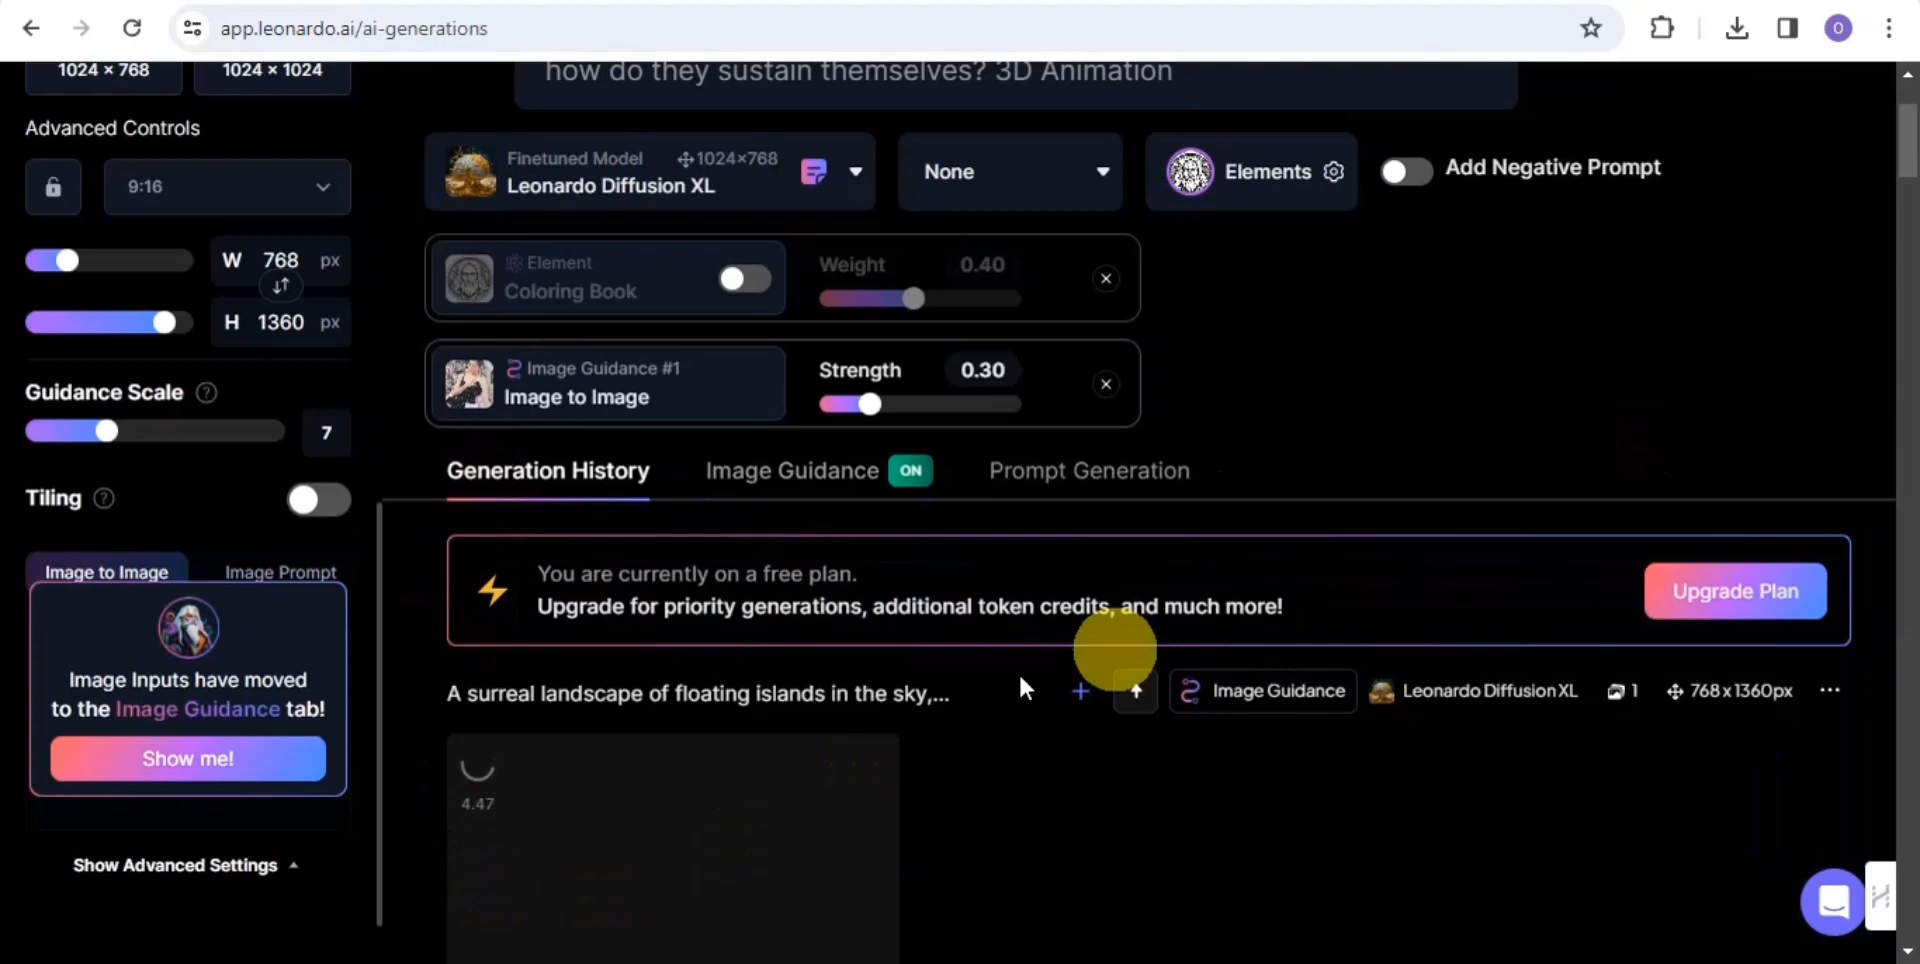 app.leonardo.ai/ai-generations
O
1024 × 768
1024 × 1024
how do they sustain themselves? 3D Animation
Advanced Controls
9:16
Finetuned Model
1024×768
Leonardo Diffusion XL
None
Elements
Add Negative Prompt
W 768 px
H 1360 px
Element
Coloring Book
Weight 0.40
Image Guidance #1
Image to Image
Strength 0.30
Guidance Scale ?
7
Tiling ?
Generation History
Image Guidance ON
Prompt Generation
Image to Image
Image Prompt
You are currently on a free plan.
Upgrade for priority generations, additional token credits, and much more!
Upgrade Plan
Image Inputs have moved
to the Image Guidance tab!
Show me!
A surreal landscape of floating islands in the sky,...
Image Guidance
Leonardo Diffusion XL
1
768x1360px
4.47
Show Advanced Settings